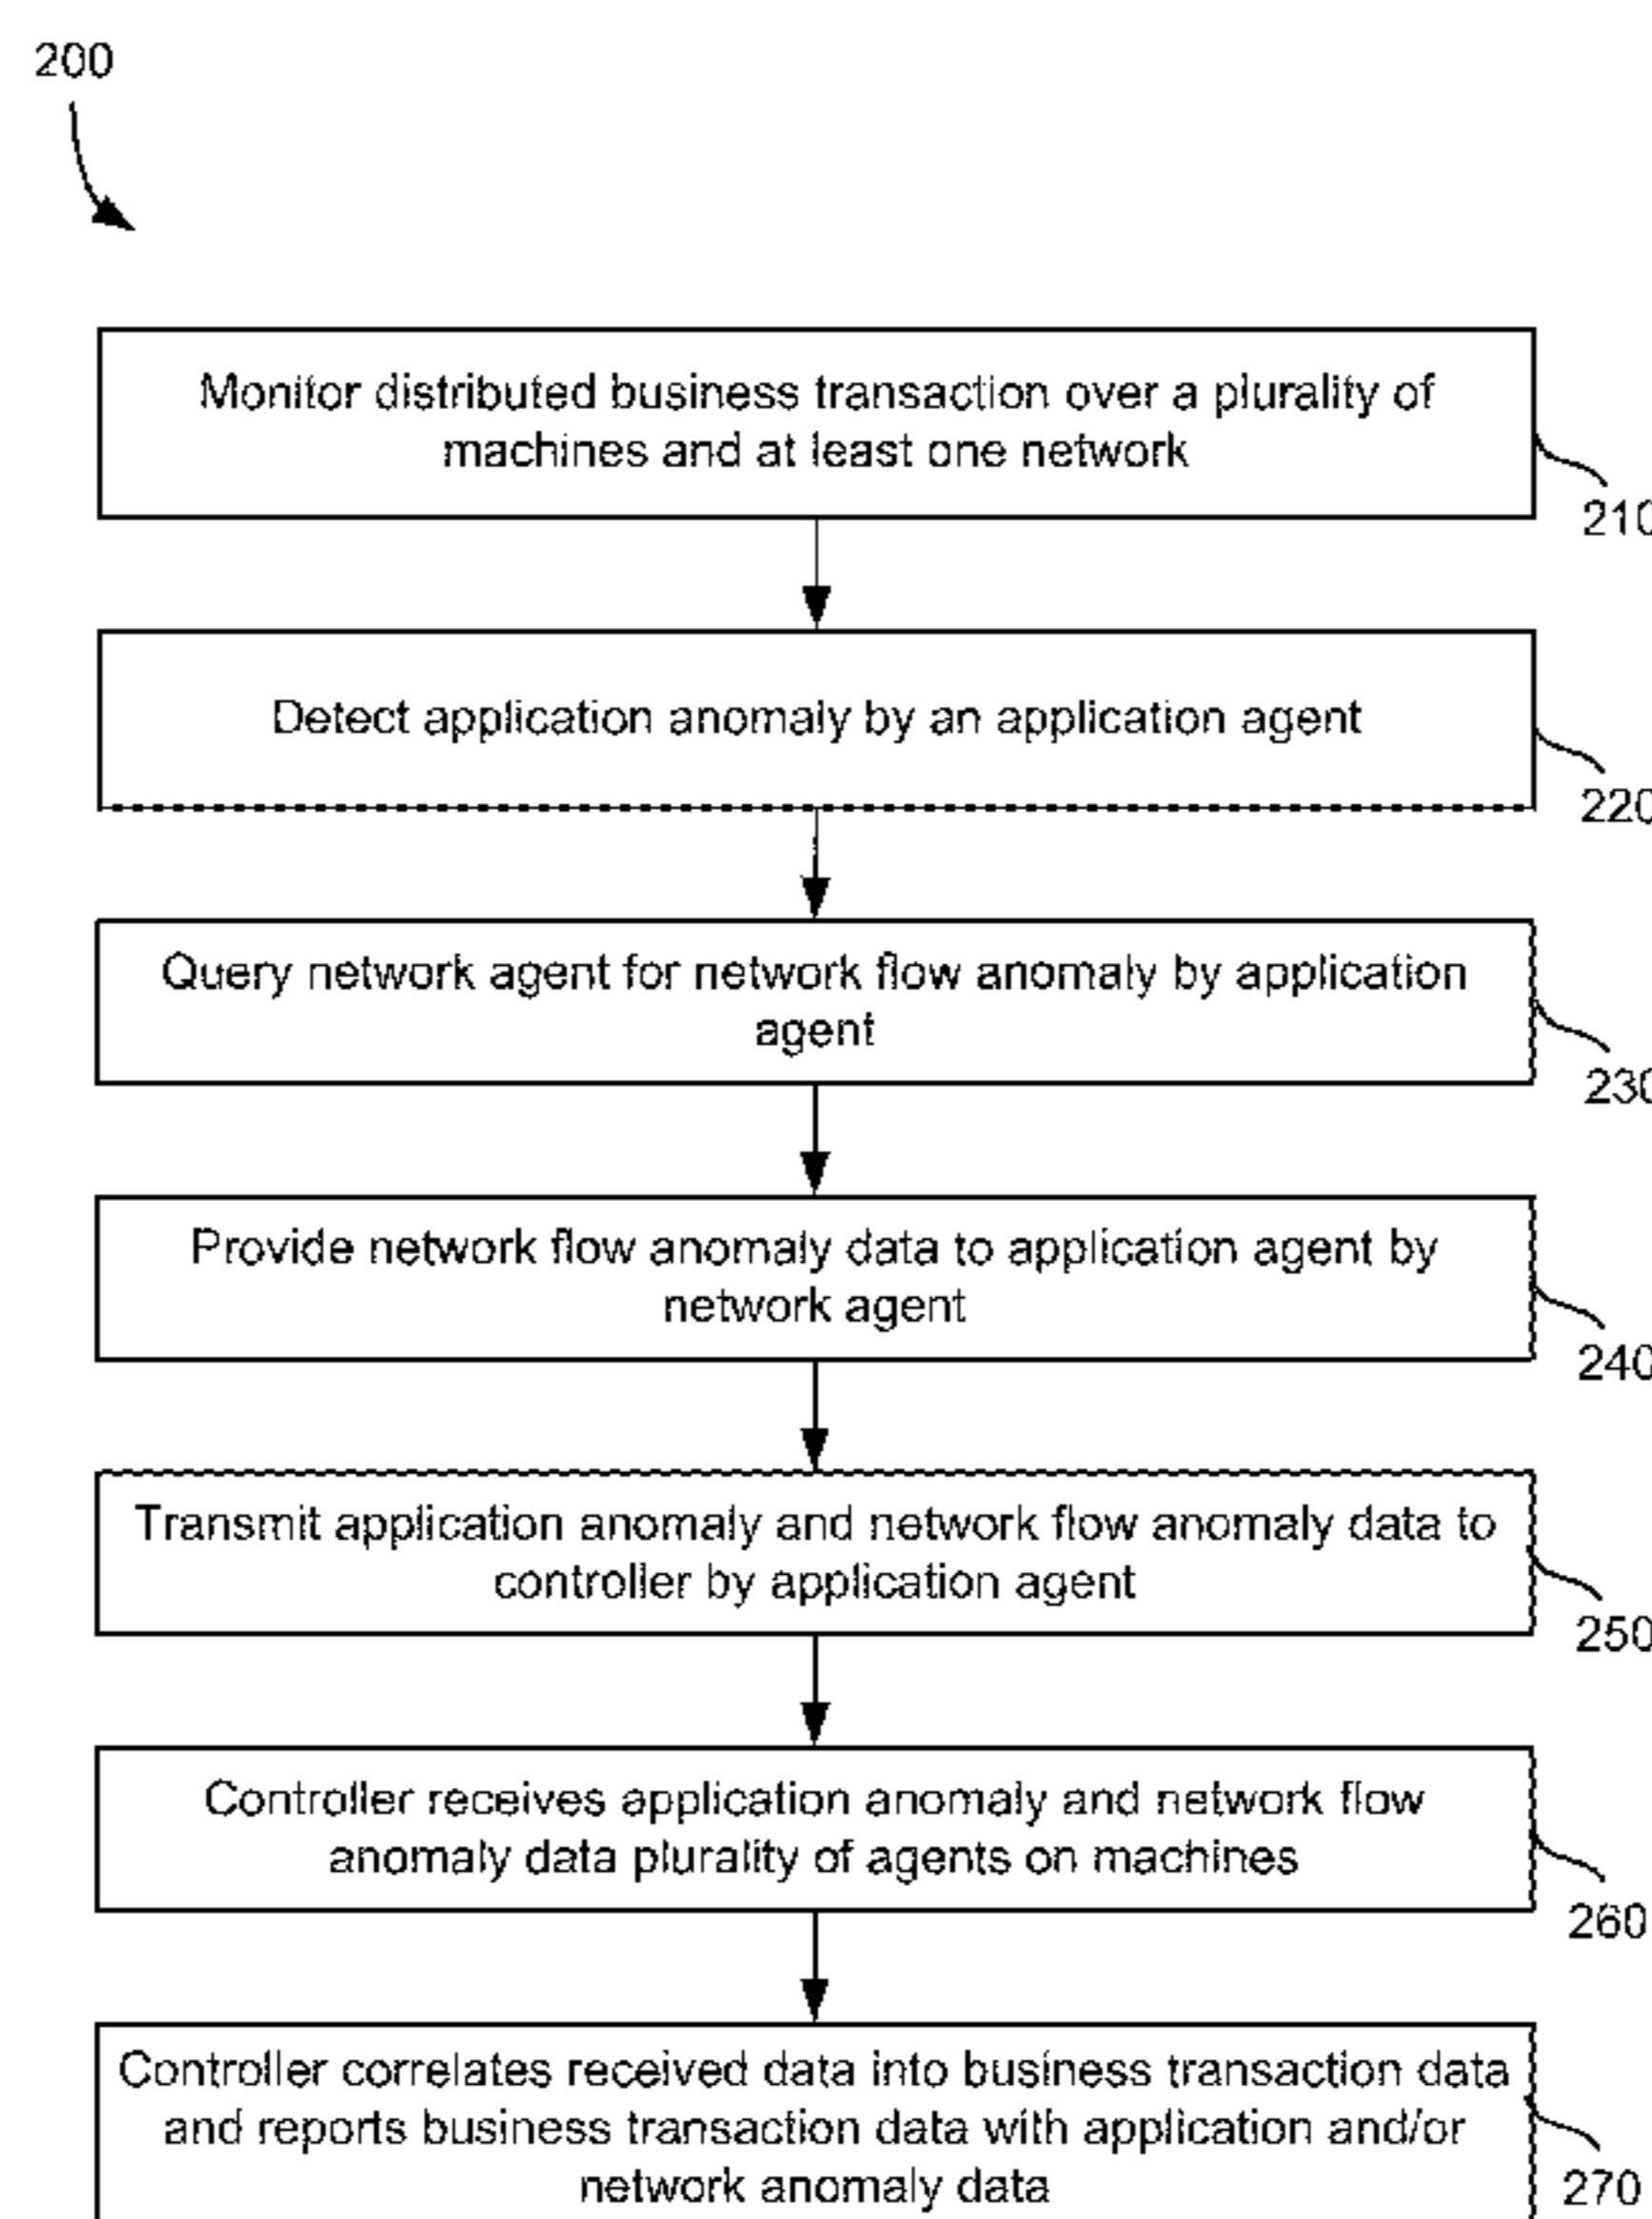 200
Monitor distributed business transaction over a plurality of
machines and at least one network
210
Detect application anomaly by an application agent
220
Query network agent for network flow anomaly by application
agent
230
Provide network flow anomaly data to application agent by
network agent
240
Transmit application anomaly and network flow anomaly data to
controller by application agent
250
Controller receives application anomaly and network flow
anomaly data plurality of agents on machines
260
Controller correlates received data into business transaction data
and reports business transaction data with application and/or
network anomaly data
270